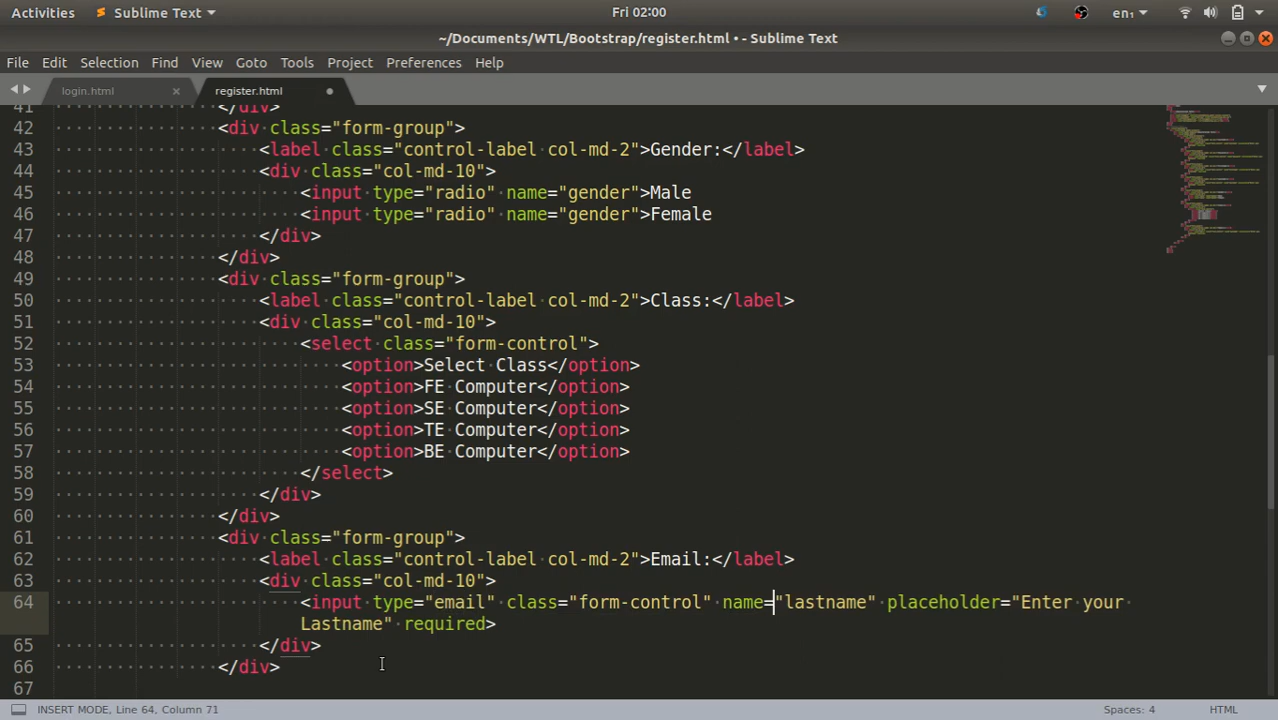 Activities Sublime Text Fri 02:00 en₁
~/Documents/WTL/Bootstrap/register.html • - Sublime Text
File Edit Selection Find View Goto Tools Project Preferences Help
login.html × register.html
41 </div>
42 <div class="form-group">
43 <label class="control-label col-md-2">Gender:</label>
44 <div class="col-md-10">
45 <input type="radio" name="gender">Male
46 <input type="radio" name="gender">Female
47 </div>
48 </div>
49 <div class="form-group">
50 <label class="control-label col-md-2">Class:</label>
51 <div class="col-md-10">
52 <select class="form-control">
53 <option>Select Class</option>
54 <option>FE Computer</option>
55 <option>SE Computer</option>
56 <option>TE Computer</option>
57 <option>BE Computer</option>
58 </select>
59 </div>
60 </div>
61 <div class="form-group">
62 <label class="control-label col-md-2">Email:</label>
63 <div class="col-md-10">
64 <input type="email" class="form-control" name="lastname" placeholder="Enter your
Lastname" required>
65 </div>
66 </div>
67
INSERT MODE, Line 64, Column 71 Spaces: 4 HTML